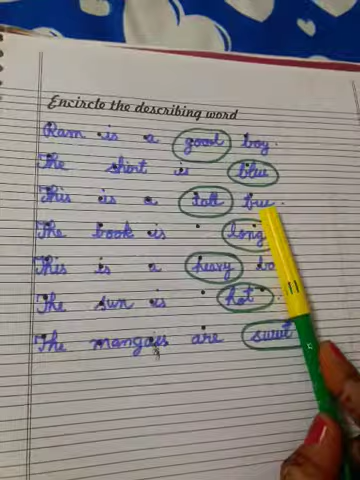 Encircle the describing word
Ram is a good boy.
The shirt is blue
This is a tall
The book is long
This is a heavy
The sun is hot.
The mangoes are sweet